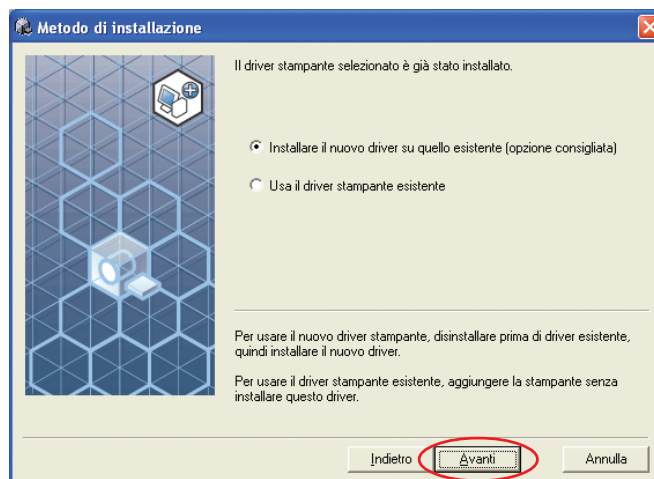 Metodo di installazione
Il driver stampante selezionato è già stato installato.
Installare il nuovo driver su quello esistente (opzione consigliata)
Usa il driver stampante esistente
Per usare il nuovo driver stampante, disinstallare prima di driver esistente,
quindi installare il nuovo driver.
Per usare il driver stampante esistente, aggiungere la stampante senza
installare questo driver.
Indietro Avanti Annulla